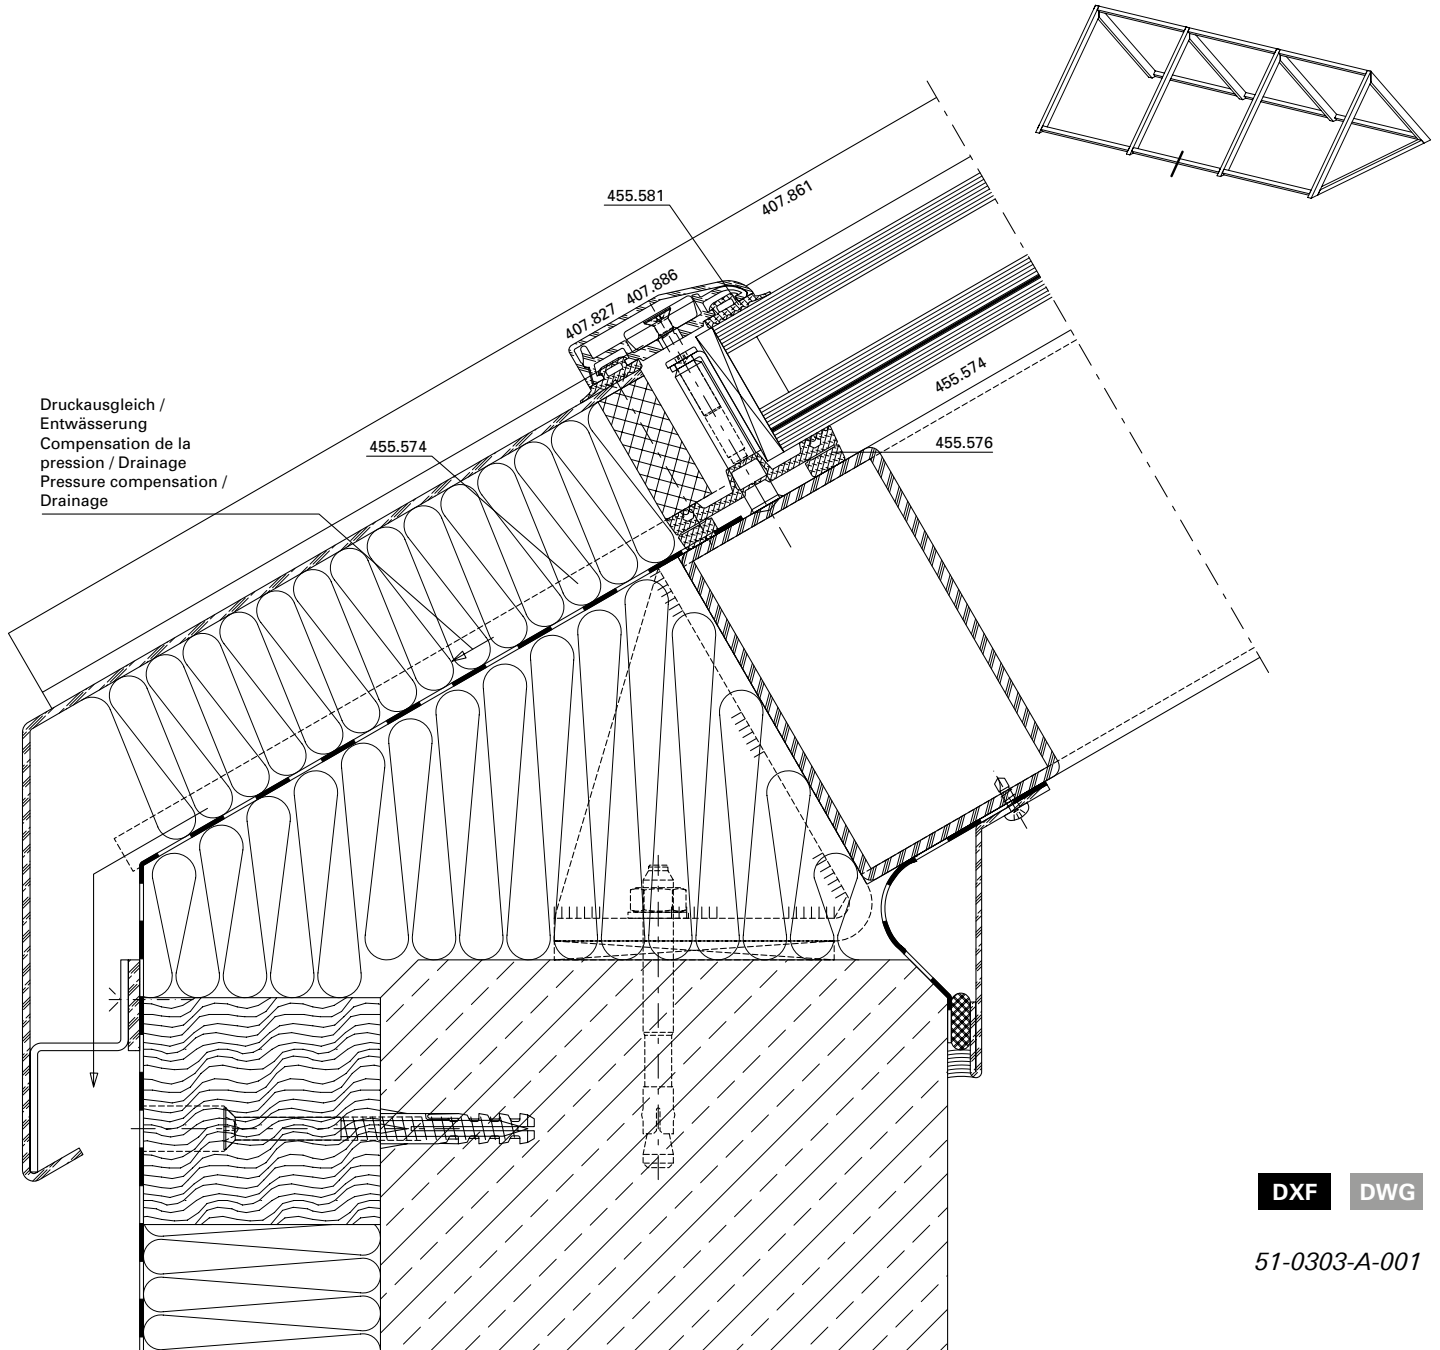 407.861
455.581
407.886
407.827
455.574
Druckausgleich /
Entwässerung
Compensation de la
pression / Drainage
Pressure compensation /
Drainage
455.574
455.576
DXF
DWG
51-0303-A-001